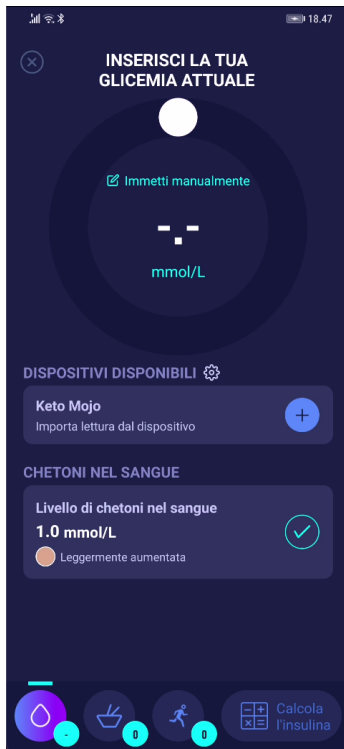 18.47
INSERISCI LA TUA
GLICEMIA ATTUALE
Immetti manualmente
-.-
mmol/L
DISPOSITIVI DISPONIBILI
Keto Mojo
Importa lettura dal dispositivo
CHETONI NEL SANGUE
Livello di chetoni nel sangue
1.0 mmol/L
Leggermente aumentata
-
0
0
Calcola
l'insulina